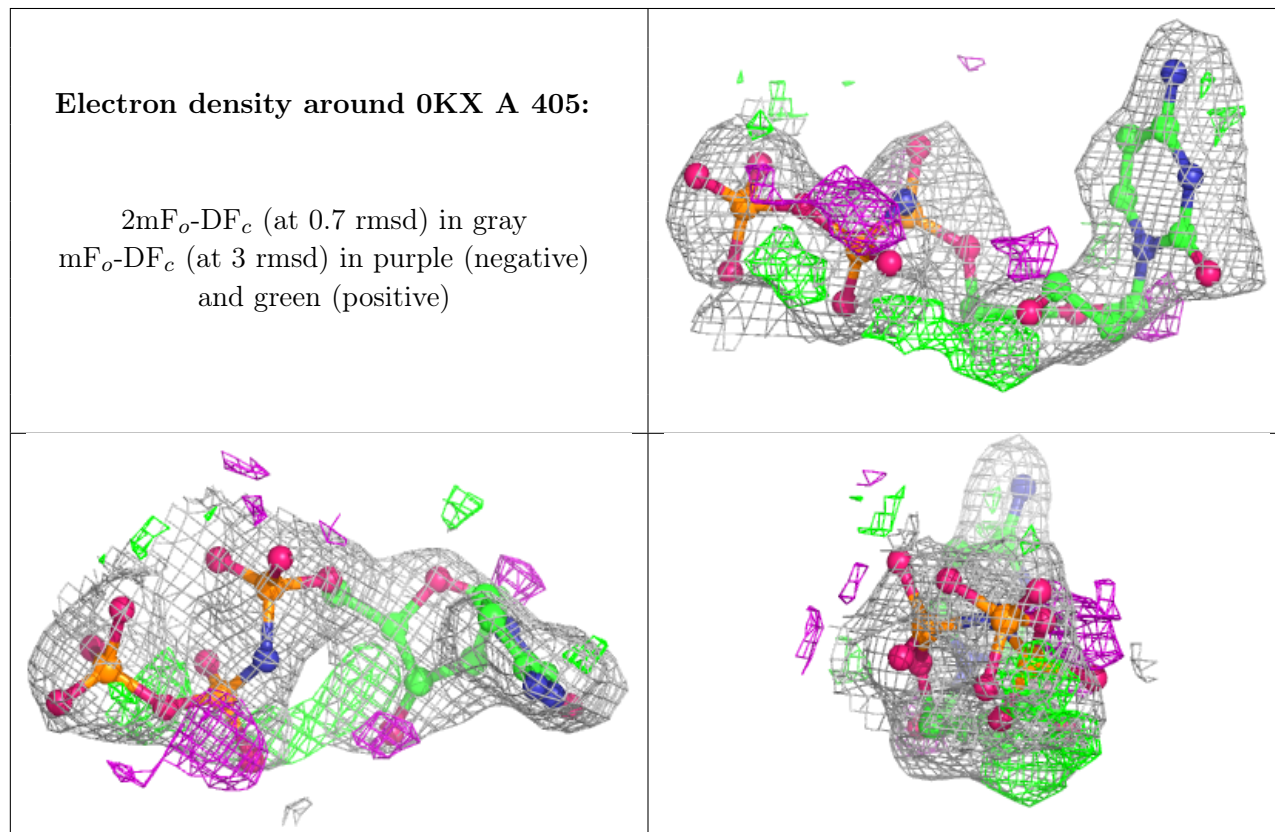 Electron density around 0KX A 405:
2mFₒ-DF𝒸 (at 0.7 rmsd) in gray
mFₒ-DF𝒸 (at 3 rmsd) in purple (negative)
and green (positive)